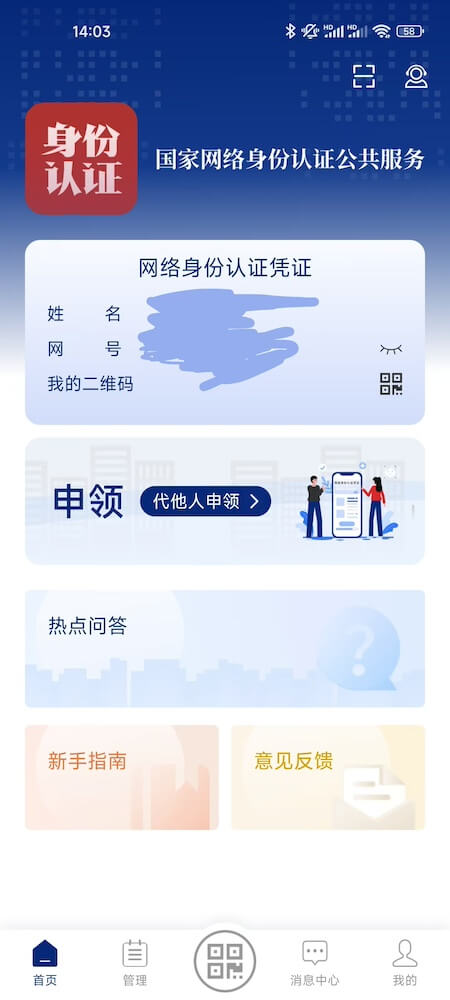 14:03
HD
HD
58
身份
认证
国家网络身份认证公共服务
网络身份认证凭证
姓 名
网 号
我的二维码
申领
代他人申领
热点问答
新手指南
意见反馈
首页
管理
消息中心
我的